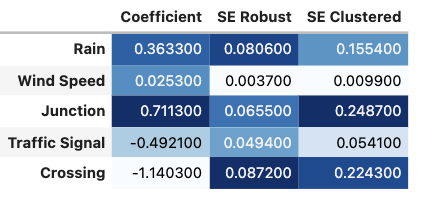 Coefficient SE Robust SE Clustered
Rain 0.363300 0.080600 0.155400
Wind Speed 0.025300 0.003700 0.009900
Junction 0.711300 0.065500 0.248700
Traffic Signal -0.492100 0.049400 0.054100
Crossing -1.140300 0.087200 0.224300